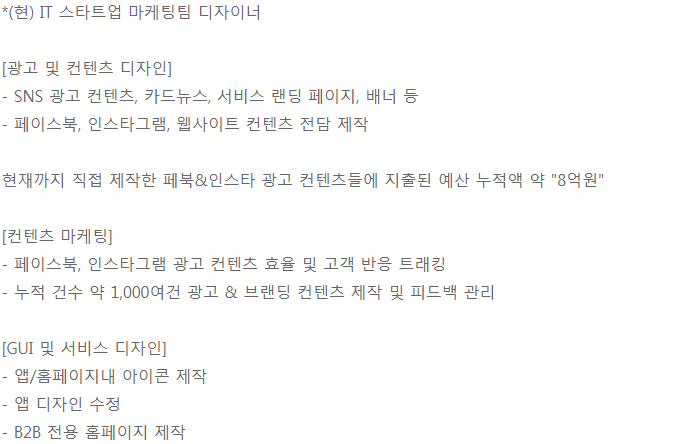 *(현) IT 스타트업 마케팅팀 디자이너
[광고 및 컨텐츠 디자인]
- SNS 광고 컨텐츠, 카드뉴스, 서비스 랜딩 페이지, 배너 등
- 페이스북, 인스타그램, 웹사이트 컨텐츠 전담 제작
현재까지 직접 제작한 페북&인스타 광고 컨텐츠들에 지출된 예산 누적액 약 "8억원"
[컨텐츠 마케팅]
- 페이스북, 인스타그램 광고 컨텐츠 효율 및 고객 반응 트래킹
- 누적 건수 약 1,000여건 광고 & 브랜딩 컨텐츠 제작 및 피드백 관리
[GUI 및 서비스 디자인]
- 앱/홈페이지내 아이콘 제작
- 앱 디자인 수정
- B2B 전용 홈페이지 제작